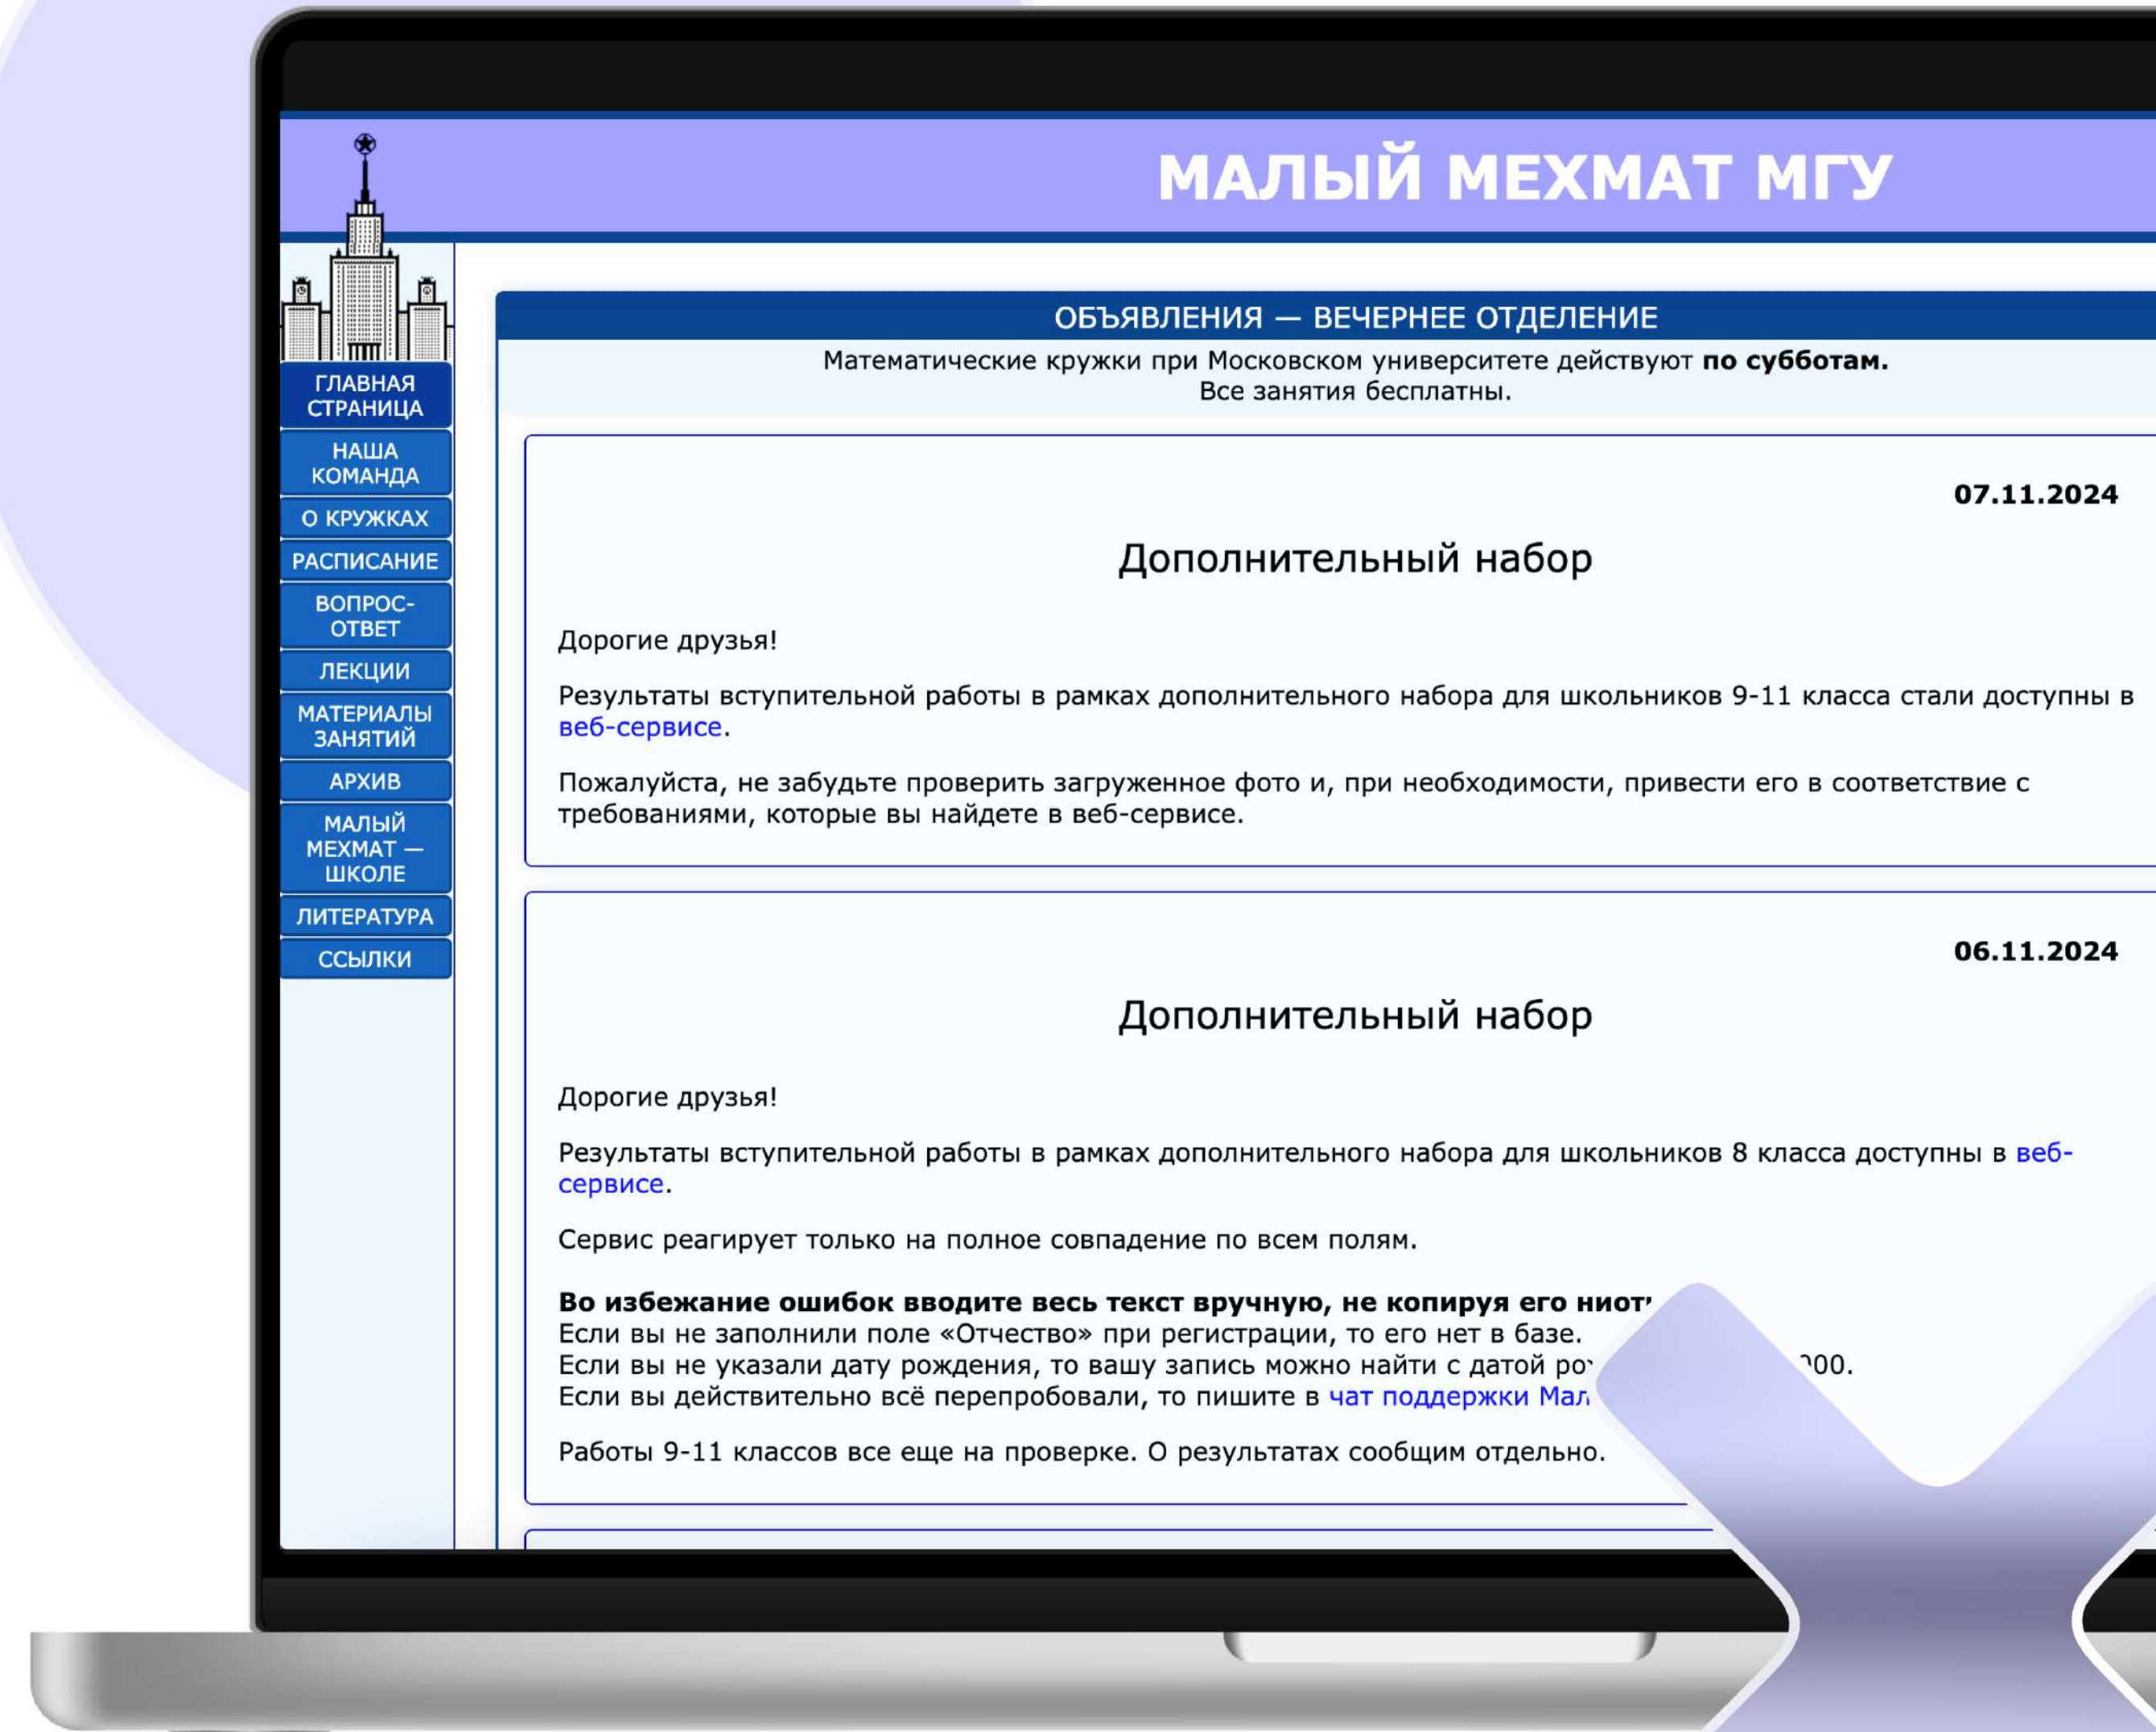 МАЛЫЙ МЕХМАТ МГУ
ГЛАВНАЯ
СТРАНИЦА
НАША
КОМАНДА
О КРУЖКАХ
РАСПИСАНИЕ
ВОПРОС-
ОТВЕТ
ЛЕКЦИИ
МАТЕРИАЛЫ
ЗАНЯТИЙ
АРХИВ
МАЛЫЙ
МЕХМАТ —
ШКОЛЕ
ЛИТЕРАТУРА
ССЫЛКИ
ОБЪЯВЛЕНИЯ — ВЕЧЕРНЕЕ ОТДЕЛЕНИЕ
Математические кружки при Московском университете действуют по субботам.
Все занятия бесплатны.
07.11.2024
Дополнительный набор
Дорогие друзья!
Результаты вступительной работы в рамках дополнительного набора для школьников 9-11 класса стали доступны в
веб-сервисе.
Пожалуйста, не забудьте проверить загруженное фото и, при необходимости, привести его в соответствие с
требованиями, которые вы найдете в веб-сервисе.
06.11.2024
Дополнительный набор
Дорогие друзья!
Результаты вступительной работы в рамках дополнительного набора для школьников 8 класса доступны в веб-
сервисе.
Сервис реагирует только на полное совпадение по всем полям.
Во избежание ошибок вводите весь текст вручную, не копируя его
Если вы не заполнили поле «Отчество» при регистрации, то его нет в базе.
Если вы не указали дату рождения, то вашу запись можно найти с датой
Если вы действительно всё перепробовали, то пишите в чат поддержки
Работы 9-11 классов все еще на проверке. О результатах сообщим отдельно.